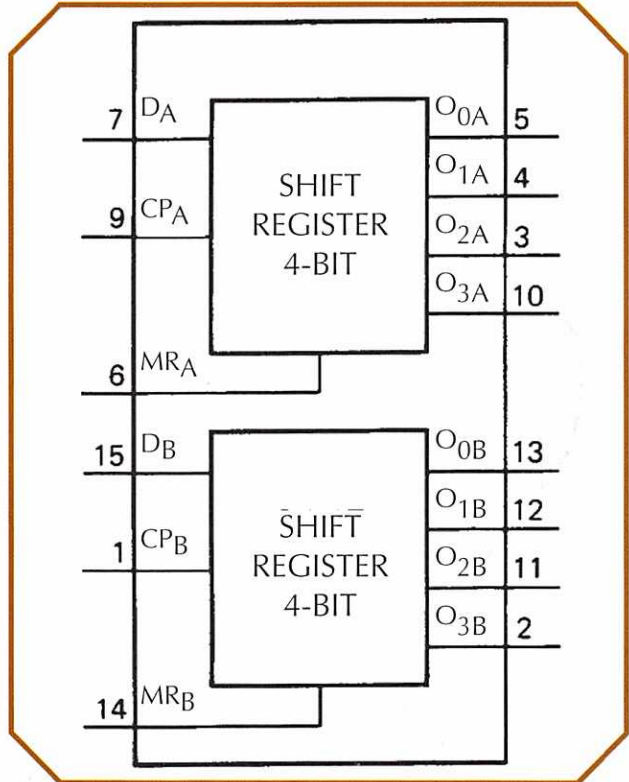 7 DA
9 CPA
6 MRA
SHIFT
REGISTER
4-BIT
O0A 5
O1A 4
O2A 3
O3A 10
15 DB
1 CPB
14 MRB
SHIFT
REGISTER
4-BIT
O0B 13
O1B 12
O2B 11
O3B 2